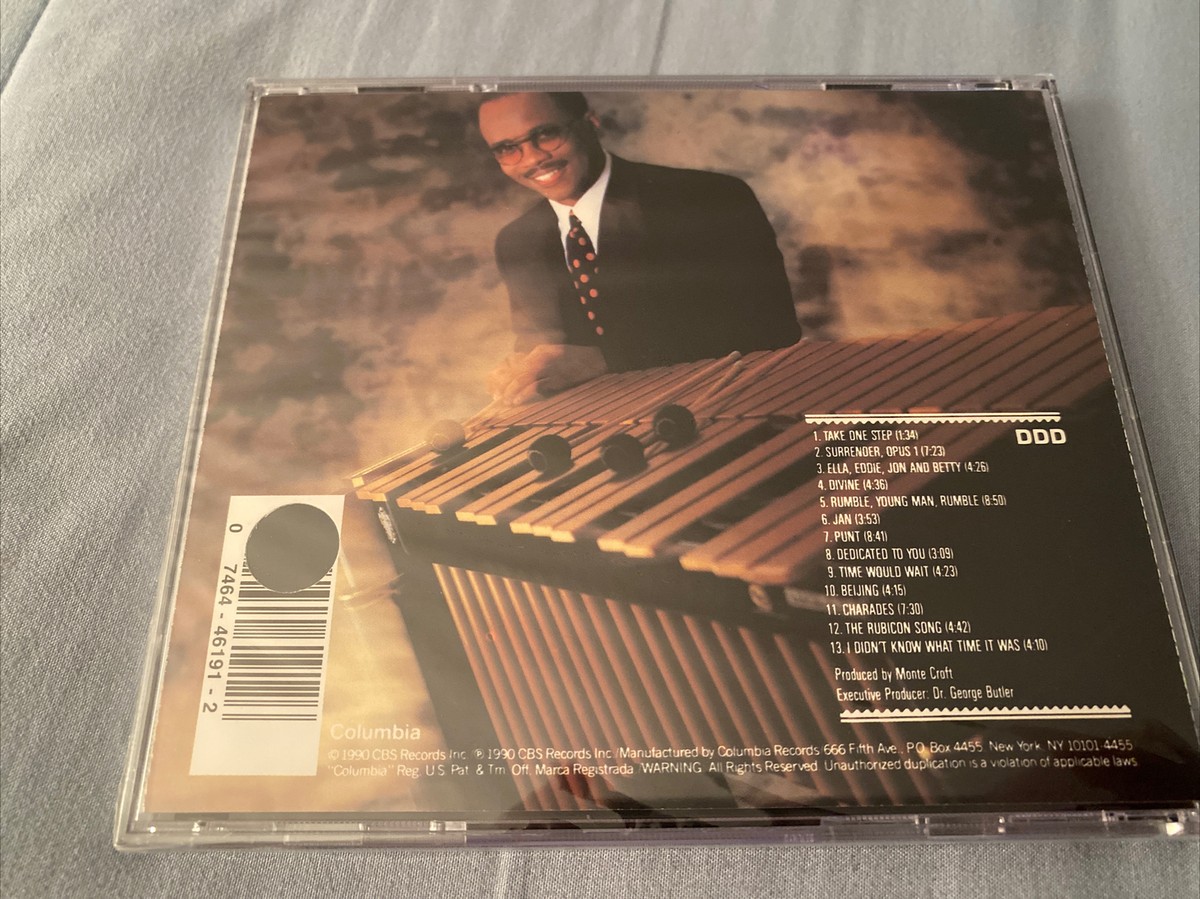 DDD
1. TAKE ONE STEP (1:34)
2. SURRENDER, OPUS 1 (7:23)
3. ELLA, EDDIE, JON AND BETTY (4:26)
4. DIVINE (4:36)
5. RUMBLE, YOUNG MAN, RUMBLE (8:50)
6. JAN (3:53)
7. PUNT (8:41)
8. DEDICATED TO YOU (3:09)
9. TIME WOULD WAIT (4:23)
10. BEIJING (4:15)
11. CHARADES (7:30)
12. THE RUBICON SONG (4:42)
13. I DIDN'T KNOW WHAT TIME IT WAS (4:10)
Produced by Monte Croft
Executive Producer: Dr. George Butler
0 7464-46191-2
Columbia
© 1990 CBS Records Inc. ℗ 1990 CBS Records Inc./Manufactured by Columbia Records/666 Fifth Ave., P.O. Box 4455, New York, NY 10101-4455
"Columbia" Reg. U.S. Pat. & Tm. Off. Marca Registrada./WARNING: All Rights Reserved. Unauthorized duplication is a violation of applicable laws.